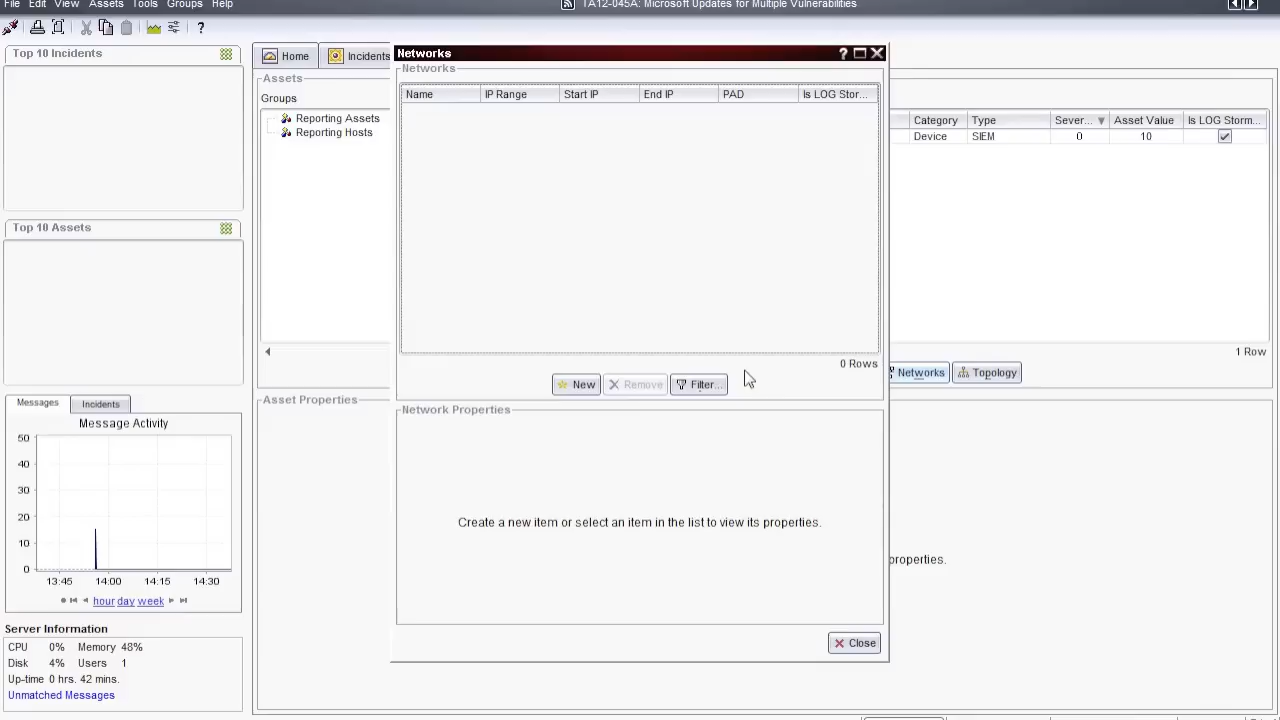 File Edit View Assets Tools Groups Help
TA12-045A: Microsoft Updates for Multiple Vulnerabilities
?
Top 10 Incidents
Top 10 Assets
Messages
Incidents
Message Activity
50
40
30
20
10
0
13:45 14:00 14:15 14:30
hour day week
Server Information
CPU 0% Memory 48%
Disk 4% Users 1
Up-time 0 hrs. 42 mins.
Unmatched Messages
Home
Incidents
Assets
Groups
Reporting Assets
Reporting Hosts
Asset Properties
Networks
?
Networks
Name IP Range Start IP End IP PAD Is LOG Stor...
0 Rows
New Remove Filter...
Network Properties
Create a new item or select an item in the list to view its properties.
Close
Category Type Sever... Asset Value Is LOG Storm...
Device SIEM 0 10
1 Row
Networks Topology
properties.